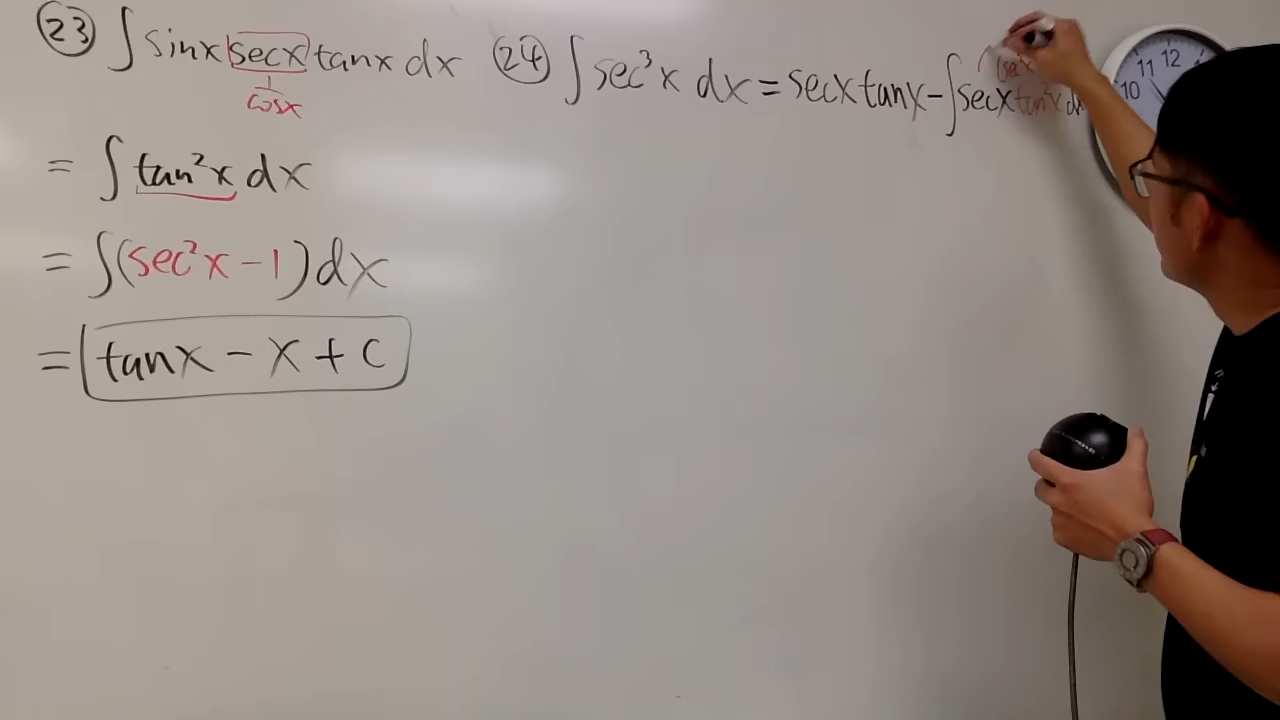 (23) ∫ sinx secx tanx dx
1
cosx
= ∫ tan²x dx
= ∫(sec²x - 1)dx
= tanx - x + C
(24) ∫ sec³x dx = secx tanx - ∫secx tan²x dx
(sec²x
12
11
10